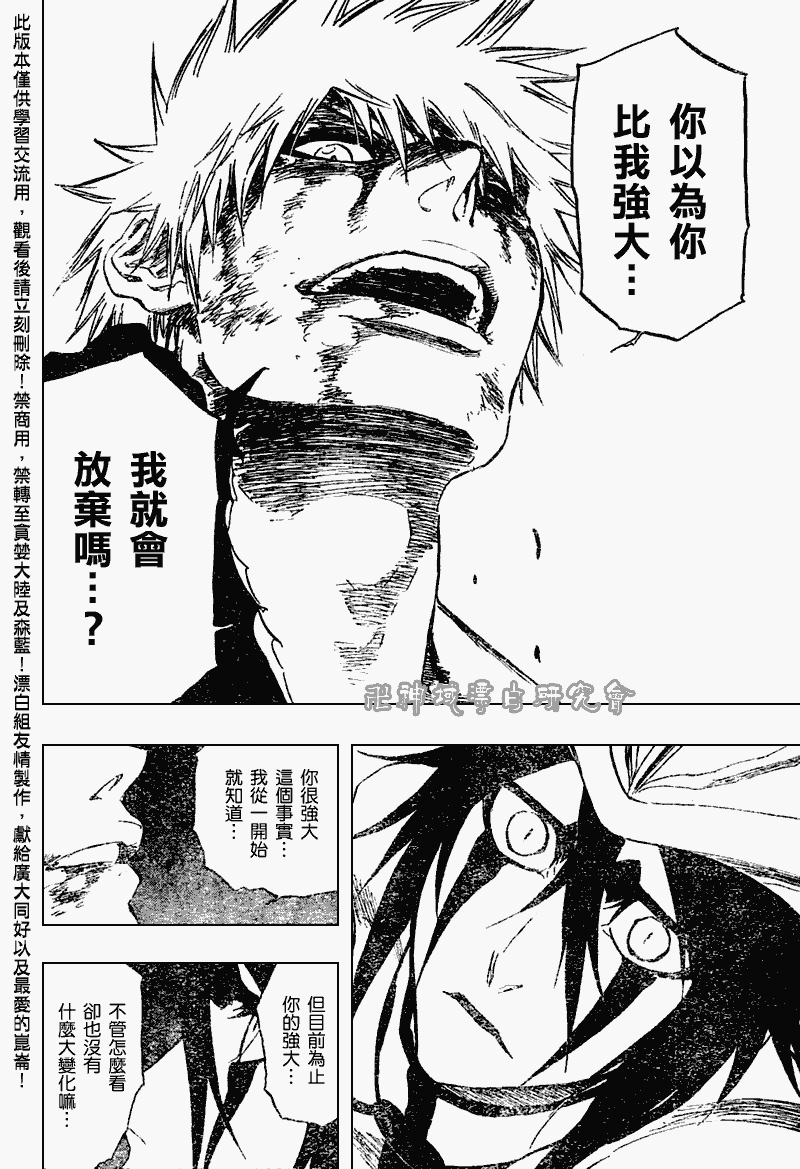 你以為你
比我強大…
我就會
放棄嗎…？
你很強大
這個事實…
我從一開始
就知道…
但目前為止
你的強大…
不管怎麼看
卻也沒有
什麼大變化嘛…
卍神域漂白研究會
此版本僅供學習交流用，觀看後請立刻刪除！禁商用，禁轉至貪婪大陸及森藍！漂白組友情製作，獻給廣大同好以及最愛的崑崙！